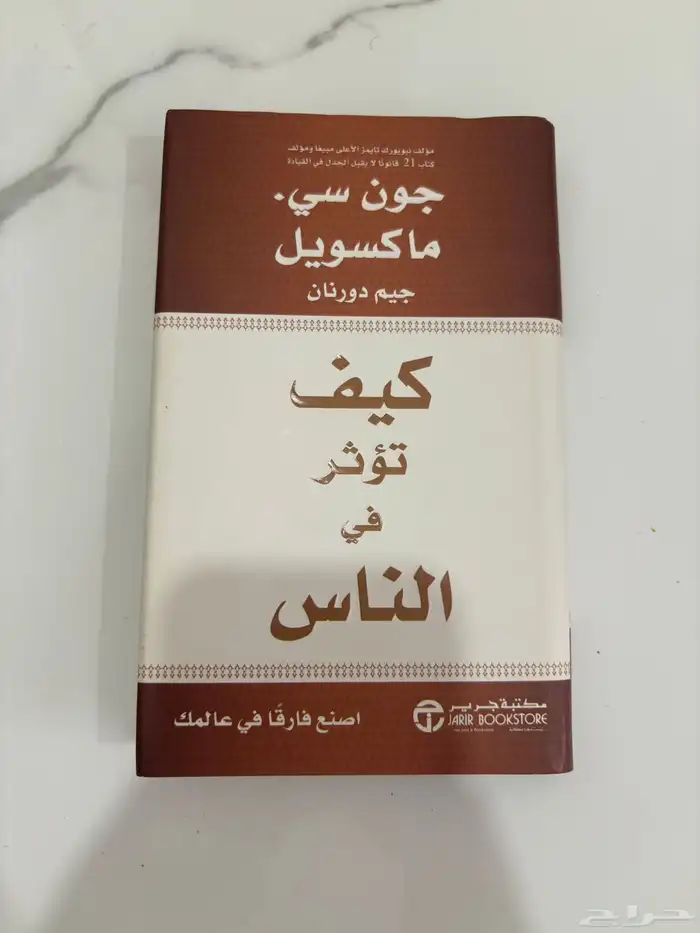 مؤلف نيويورك تايمز الأعلى مبيعا ومؤلف
كتاب 21 قانونًا لا يقبل الجدل في القيادة
جون سي.
ماكسويل
جيم دورنان
كيف
تؤثر
في
الناس
اصنع فارقًا في عالمك
مكتبة جرير
JARIR BOOKSTORE
حراج